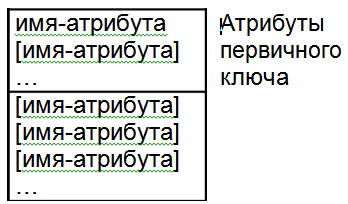 имя-атрибута
[имя-атрибута]
...
[имя-атрибута]
[имя-атрибута]
[имя-атрибута]
...
Атрибуты
первичного
ключа